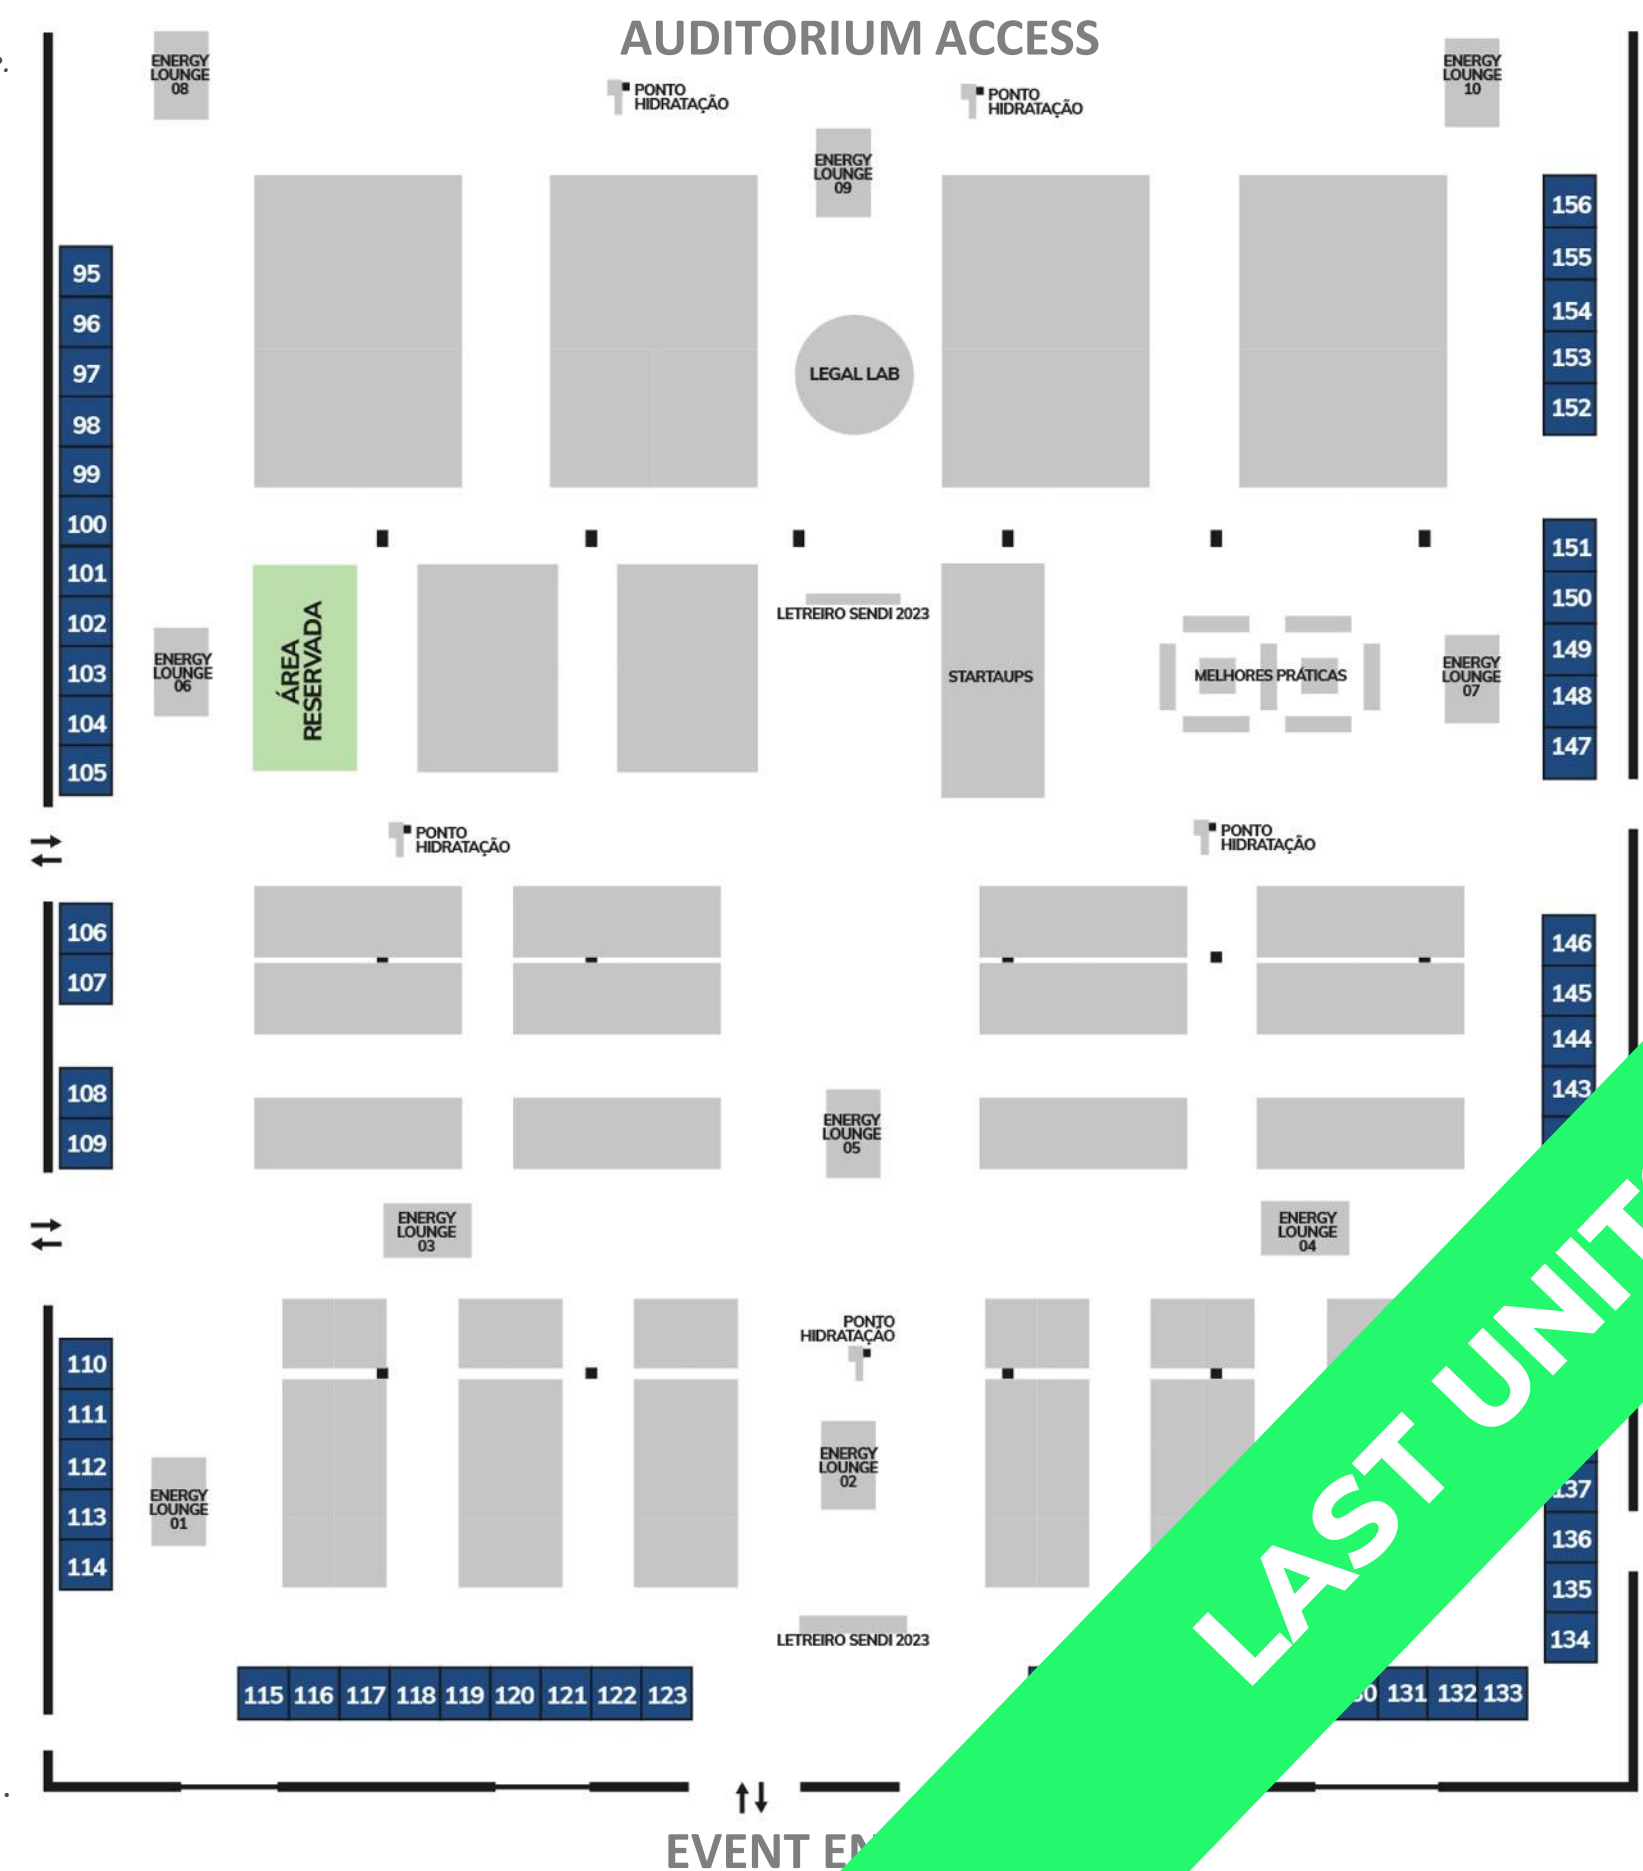 AUDITORIUM ACCESS
ENERGY
LOUNGE
08
PONTO
HIDRATAÇÃO
PONTO
HIDRATAÇÃO
ENERGY
LOUNGE
10
ENERGY
LOUNGE
09
95
96
97
98
99
100
101
102
103
104
105
LEGAL LAB
156
155
154
153
152
151
150
149
148
147
ÁREA
RESERVADA
ENERGY
LOUNGE
06
LETREIRO SENDI 2023
STARTAUPS
MELHORES PRÁTICAS
ENERGY
LOUNGE
07
PONTO
HIDRATAÇÃO
PONTO
HIDRATAÇÃO
106
107
108
109
146
145
144
143
ENERGY
LOUNGE
05
ENERGY
LOUNGE
03
ENERGY
LOUNGE
04
PONTO
HIDRATAÇÃO
110
111
112
113
114
ENERGY
LOUNGE
01
ENERGY
LOUNGE
02
LAST UNIT
137
136
135
134
LETREIRO SENDI 2023
115 116 117 118 119 120 121 122 123
131 132 133
EVENT